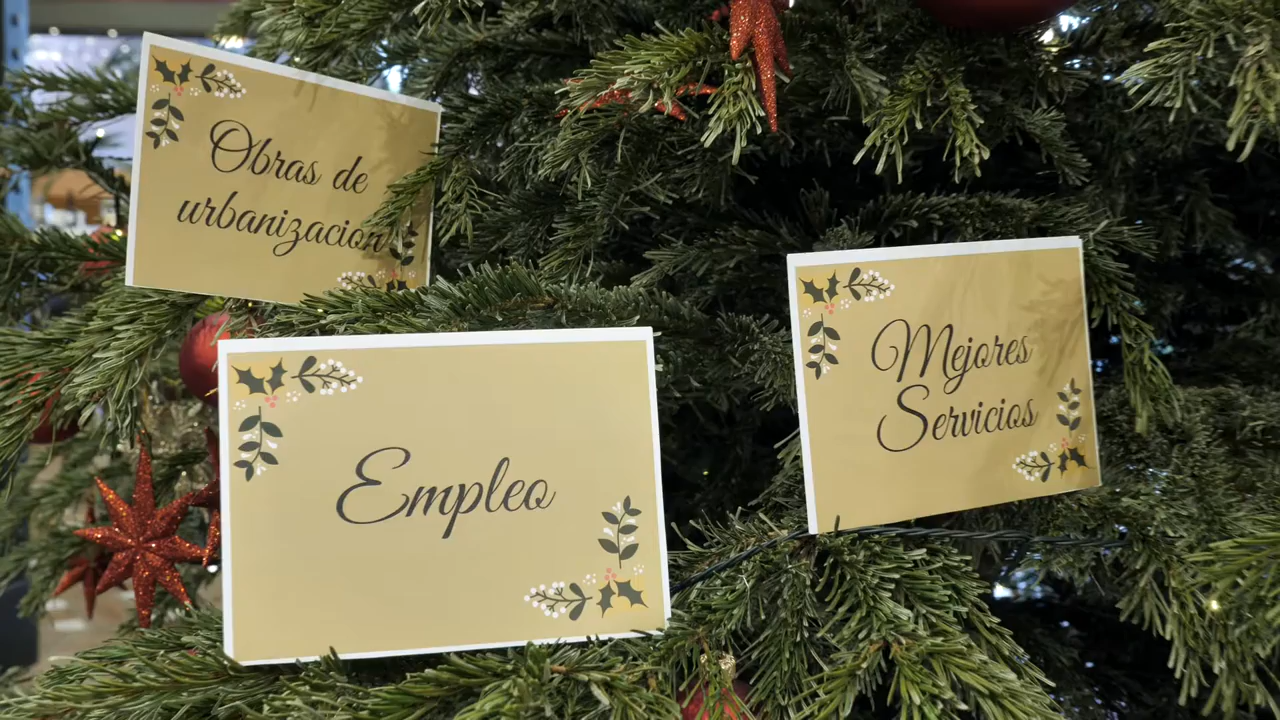 Obras de
urbanizacion
Empleo
Mejores
Servicios